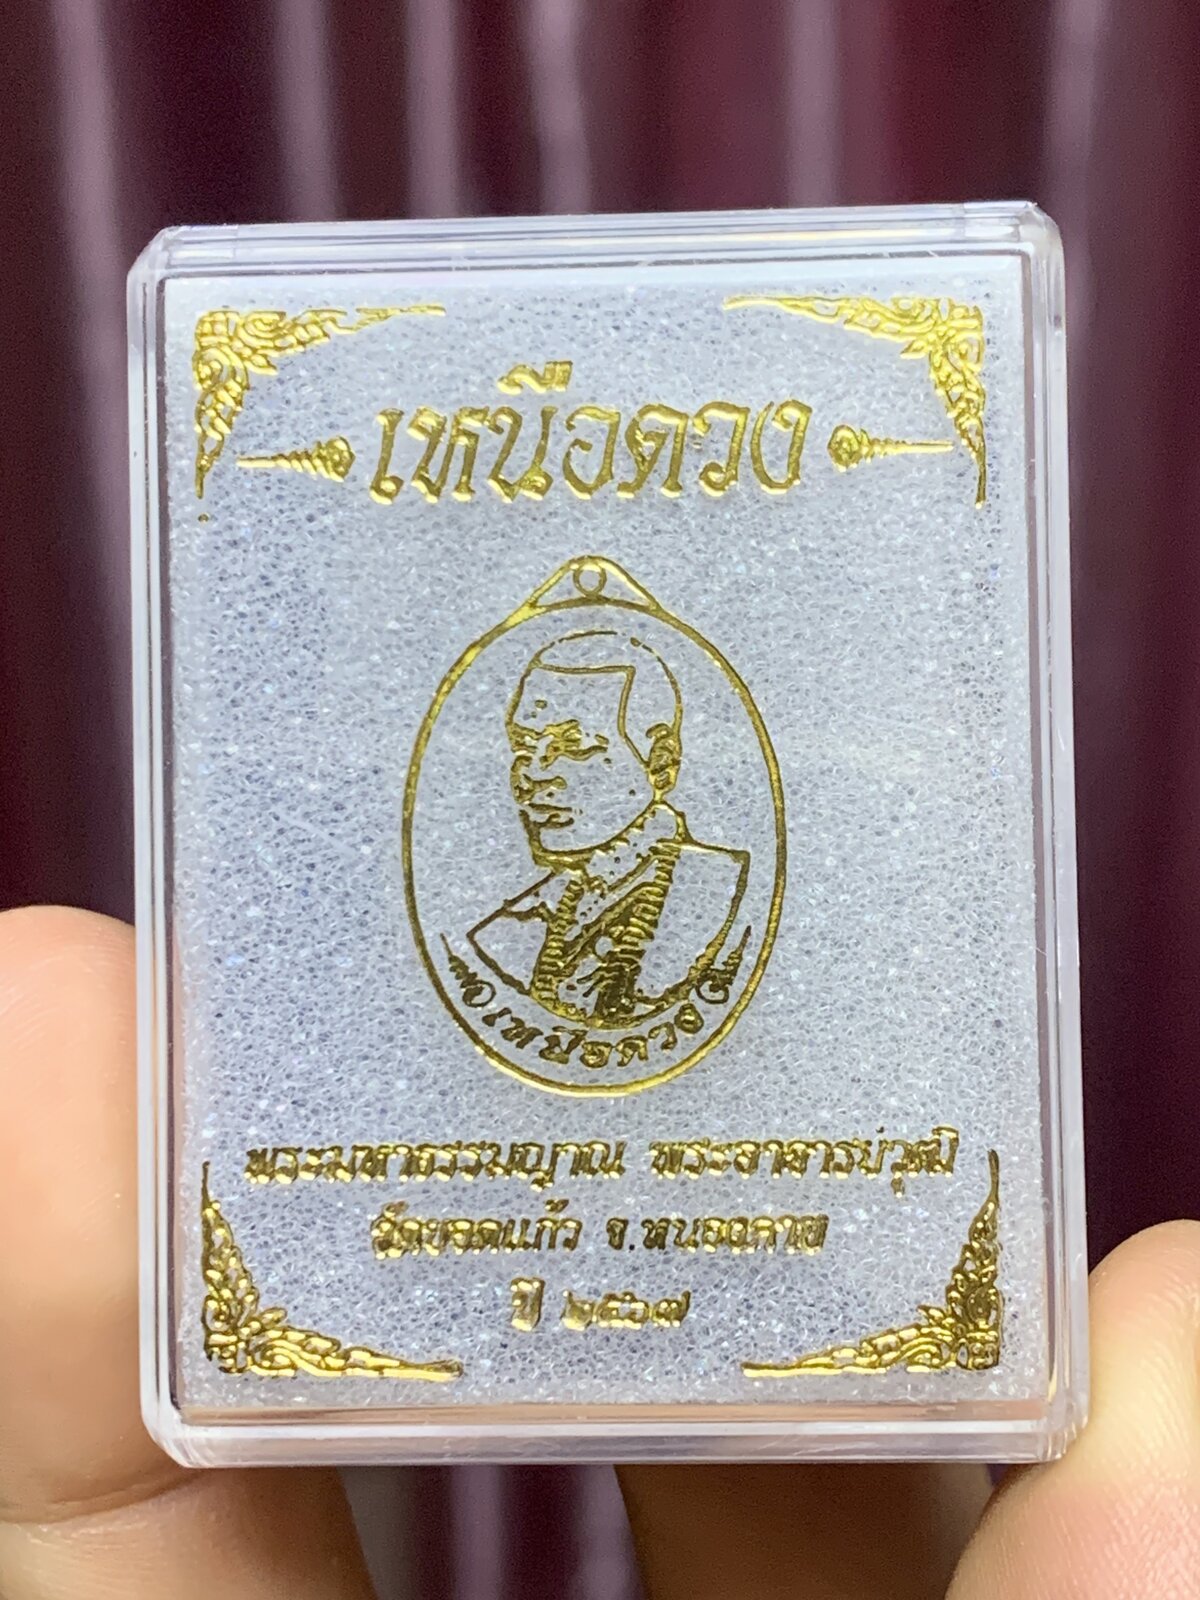 เหนือดวง
เหนือดวง
พระมหาธรรมญาณ พระอาจารย์วุฒิ
วัดยอดแก้ว จ.หนองคาย
ปี ๒๕๖๗